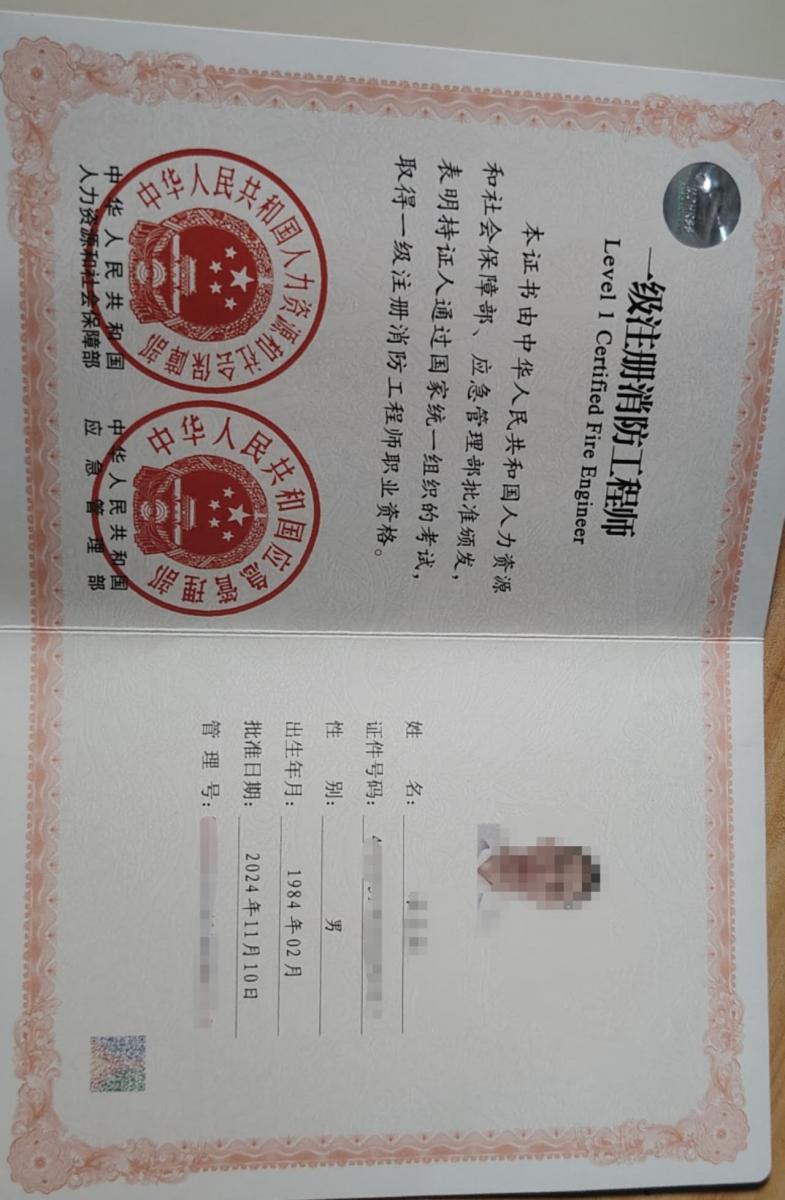 一级注册消防工程师
Level 1 Certified Fire Engineer
本证书由中华人民共和国人力资源
和社会保障部、应急管理部批准颁发，
表明持证人通过国家统一组织的考试，
取得一级注册消防工程师职业资格。
中华人民共和国人力资源和社会保障部
中华人民共和国
人力资源和社会保障部
中华人民共和国应急管理部
中华人民共和国
应急管理部
姓 名：
证件号码：
性 别： 男
出生年月： 1984年02月
批准日期： 2024年11月10日
管 理 号：